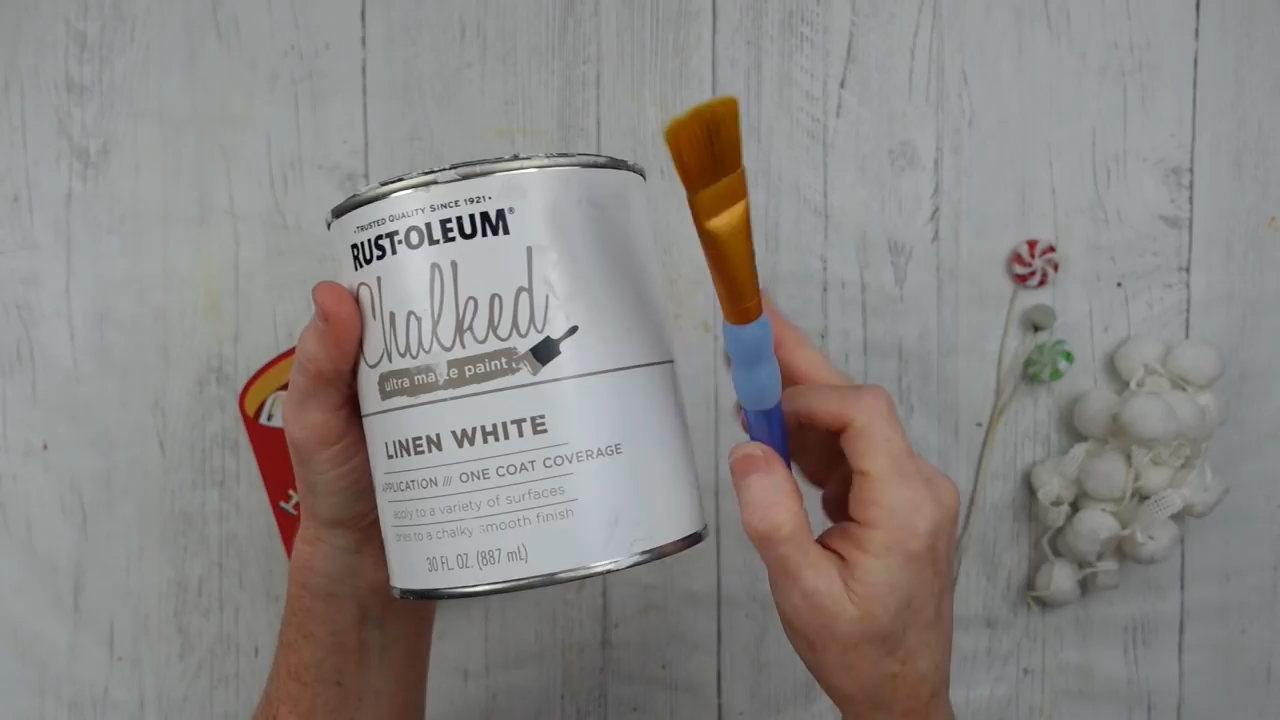 •TRUSTED QUALITY SINCE 1921•
RUST-OLEUM®
Chalked
ultra matte paint
LINEN WHITE
APPLICATION /// ONE COAT COVERAGE
apply to a variety of surfaces
dries to a chalky smooth finish
30 FL. OZ. (887 mL)
H